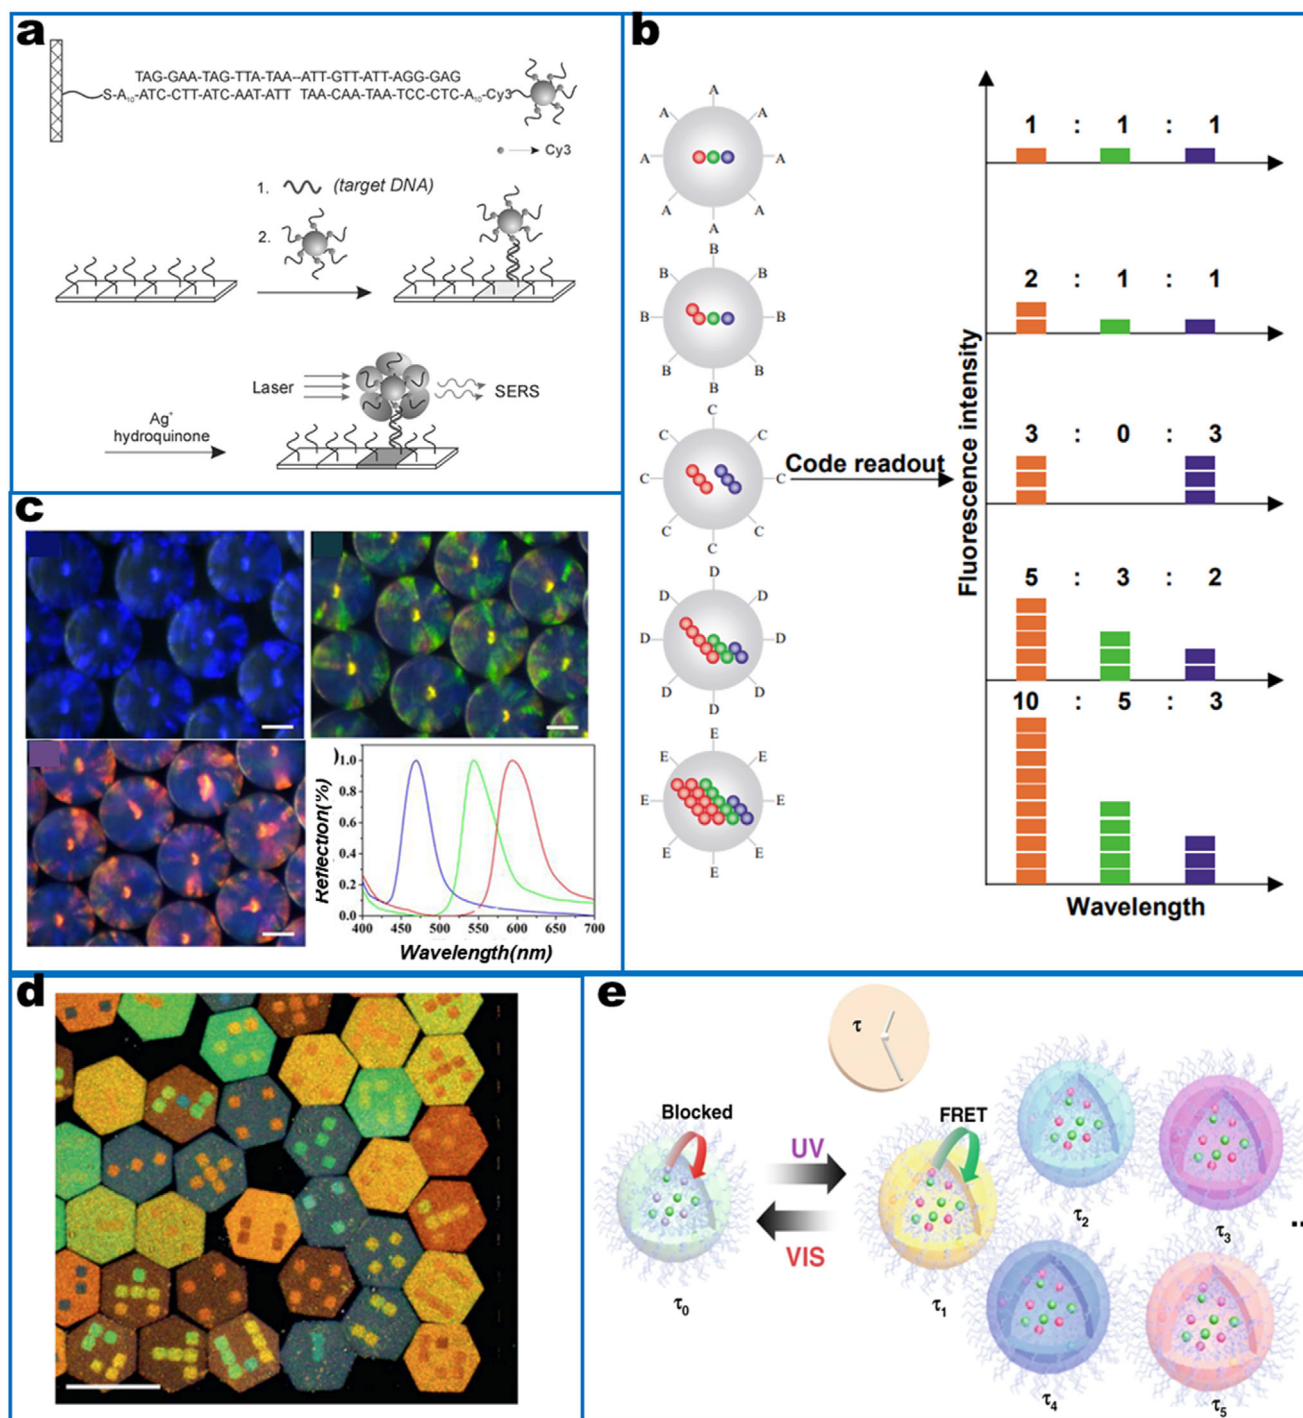 a
TAG-GAA-TAG-TTA-TAA--ATT-GTT-ATT-AGG-GAG
S-A10-ATC-CTT-ATC-AAT-ATT TAA-CAA-TAA-TCC-CTC-A10-Cy3
Cy3
1. (target DNA)
2.
Laser
SERS
Ag+
hydroquinone
b
A
A A
A A
A A
A
B
B B
B B
B B
B
C
C C
C C
C C
C
D
D D
D D
D D
D
E
E E
E E
E E
E
Code readout
Fluorescence intensity
1 : 1 : 1
2 : 1 : 1
3 : 0 : 3
5 : 3 : 2
10 : 5 : 3
Wavelength
c
)
1.0
0.8
0.6
0.4
0.2
0.0
Reflection(%)
400 450 500 550 600 650 700
Wavelength(nm)
d
e
τ
Blocked
UV
VIS
FRET
τ0
τ1
τ2
τ3
τ4
τ5
..